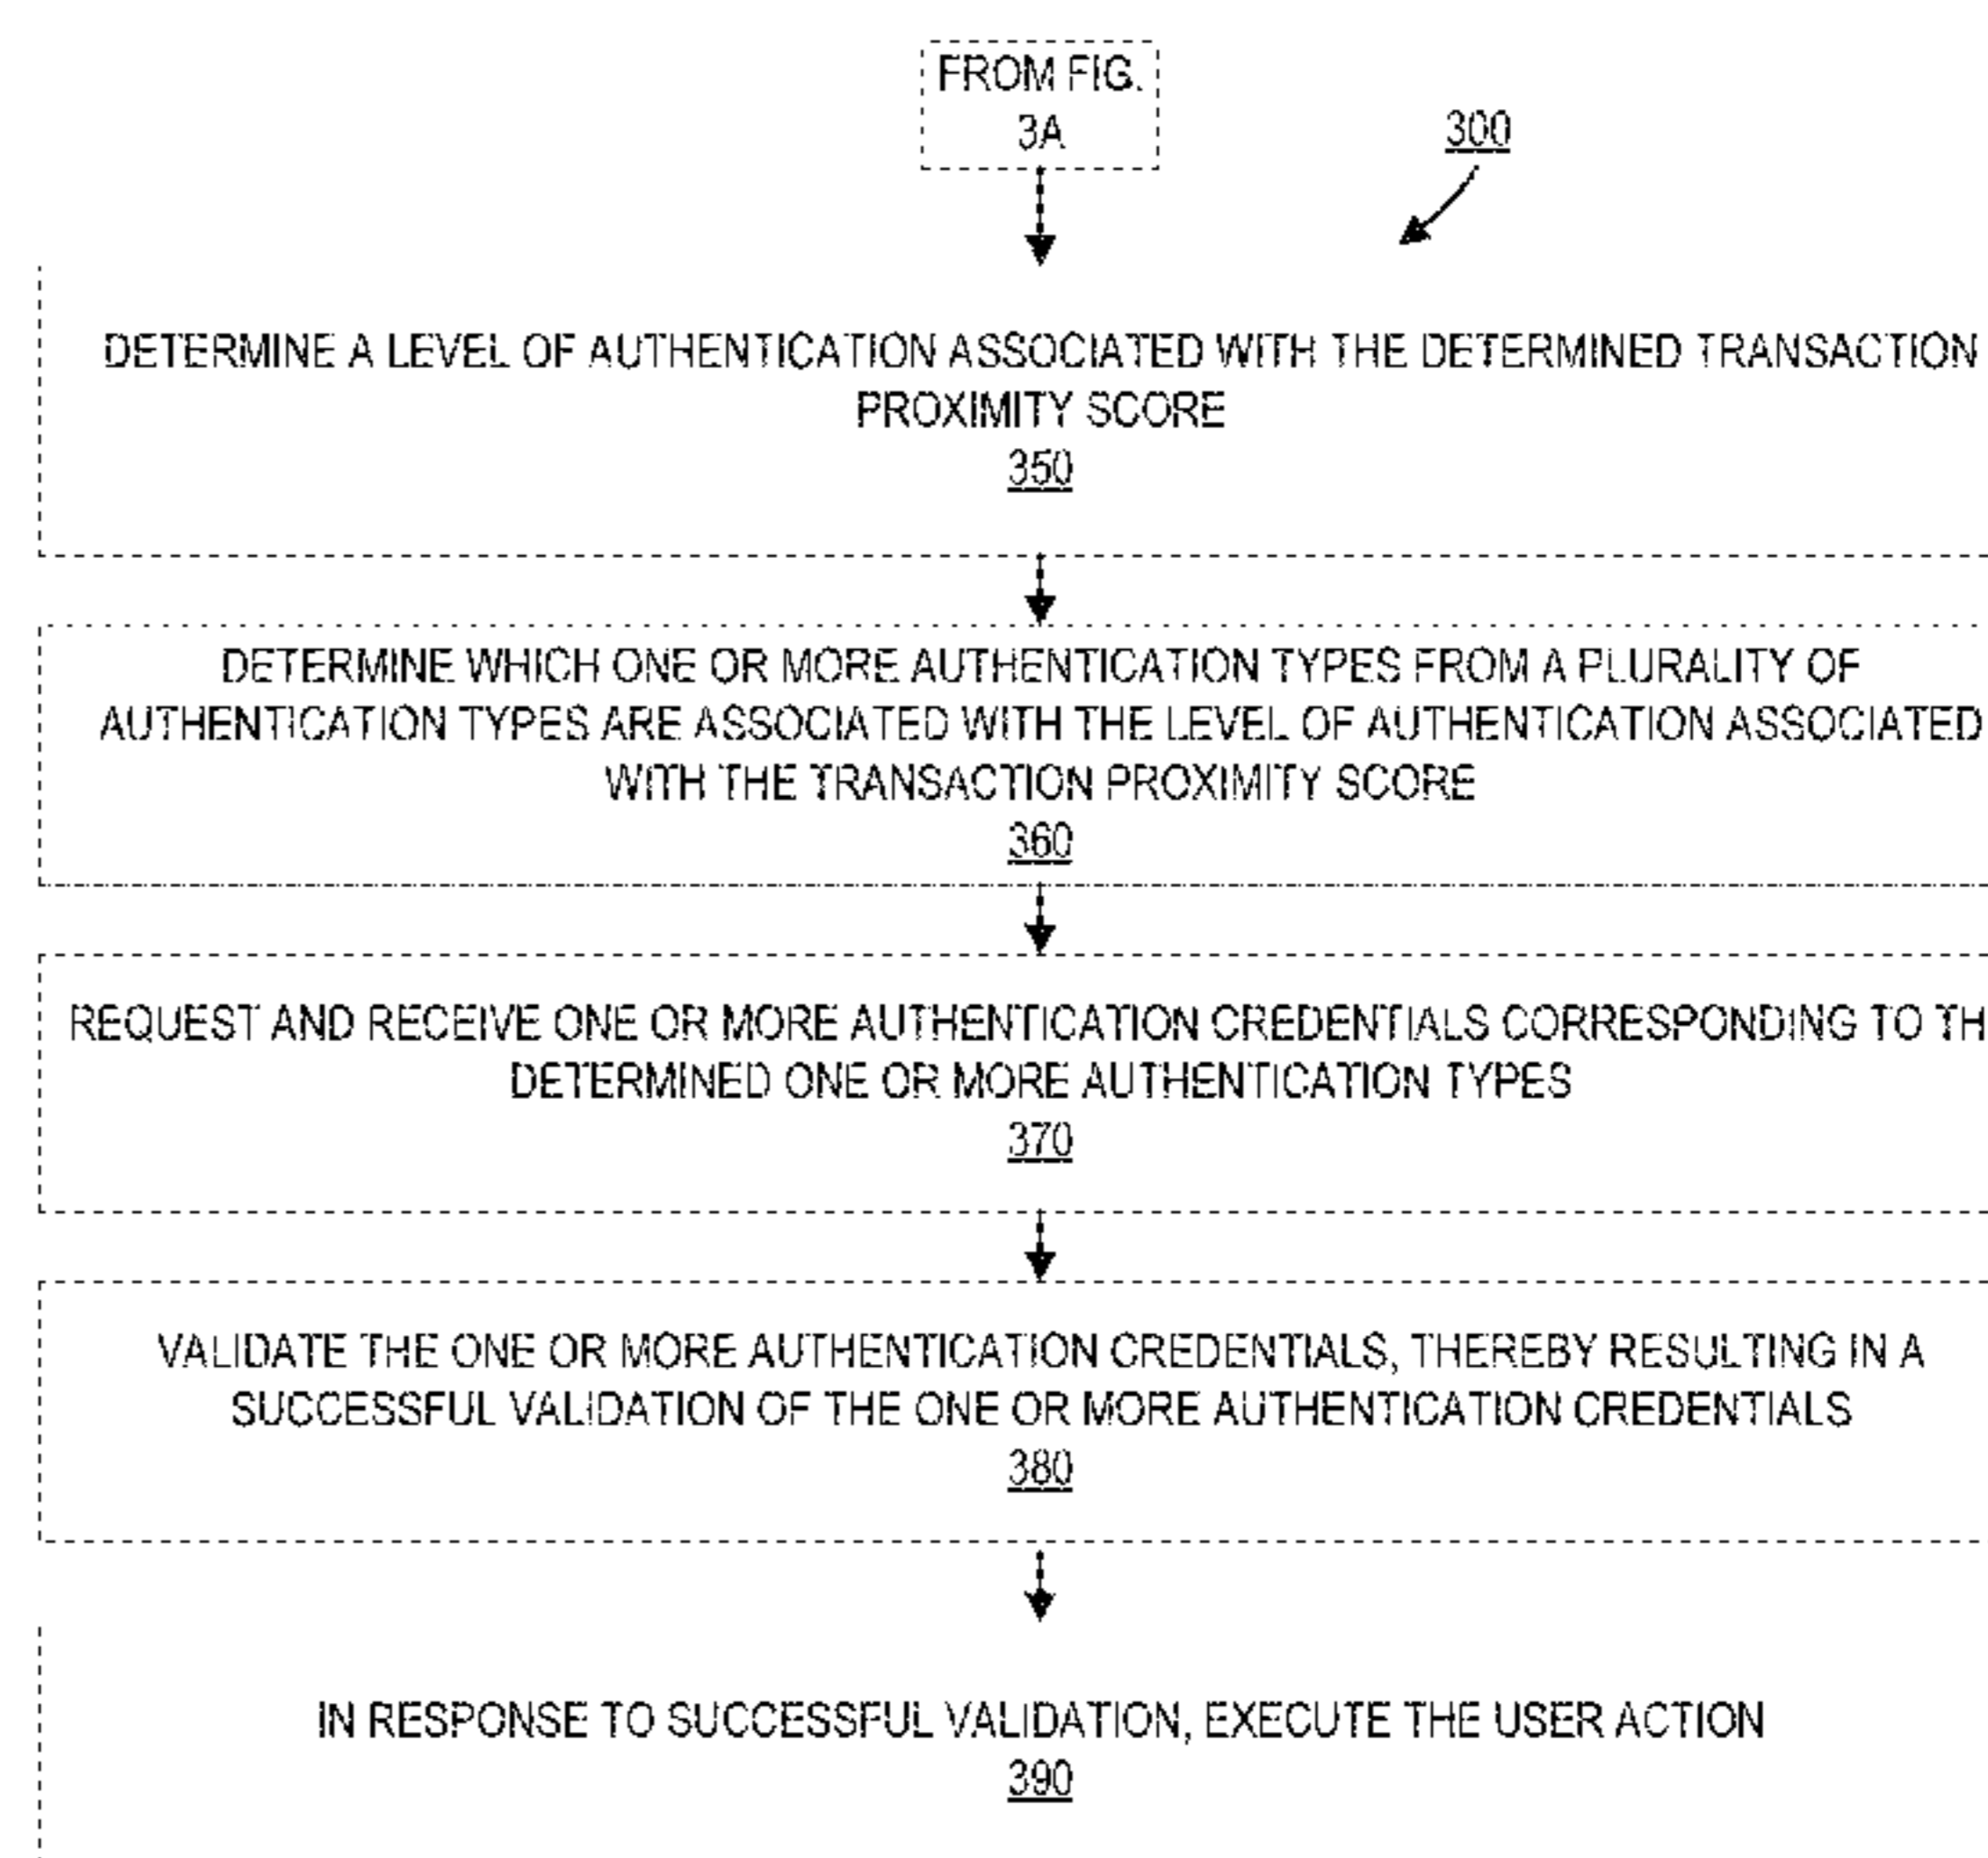 FROM FIG.
3A
300
DETERMINE A LEVEL OF AUTHENTICATION ASSOCIATED WITH THE DETERMINED TRANSACTION
PROXIMITY SCORE
350
DETERMINE WHICH ONE OR MORE AUTHENTICATION TYPES FROM A PLURALITY OF
AUTHENTICATION TYPES ARE ASSOCIATED WITH THE LEVEL OF AUTHENTICATION ASSOCIATED
WITH THE TRANSACTION PROXIMITY SCORE
360
REQUEST AND RECEIVE ONE OR MORE AUTHENTICATION CREDENTIALS CORRESPONDING TO TH
DETERMINED ONE OR MORE AUTHENTICATION TYPES
370
VALIDATE THE ONE OR MORE AUTHENTICATION CREDENTIALS, THEREBY RESULTING IN A
SUCCESSFUL VALIDATION OF THE ONE OR MORE AUTHENTICATION CREDENTIALS
380
IN RESPONSE TO SUCCESSFUL VALIDATION, EXECUTE THE USER ACTION
390